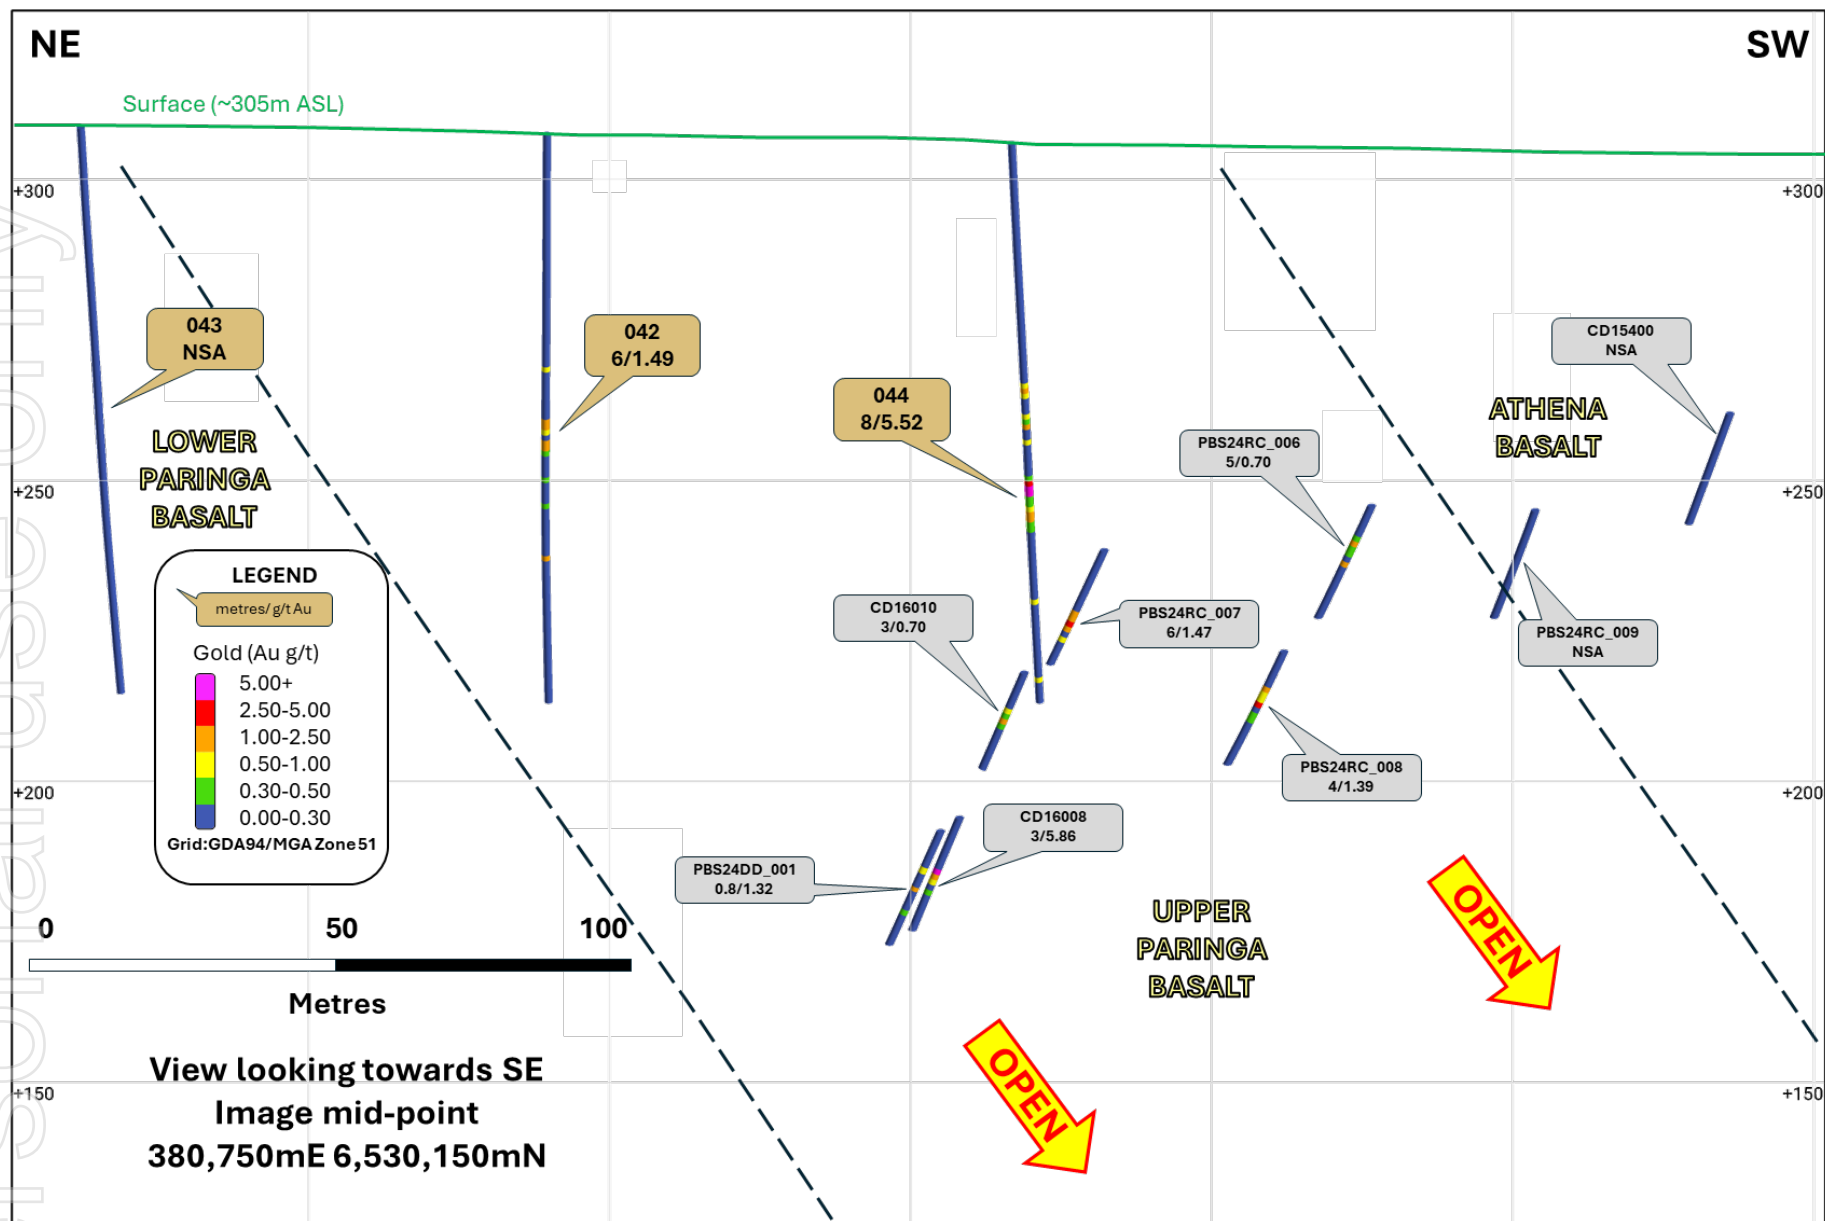 NE
SW
Surface (~305m ASL)
+300
+300
043
NSA
042
6/1.49
CD15400
NSA
044
8/5.52
ATHENA
BASALT
LOWER
PARINGA
BASALT
PBS24RC_006
5/0.70
+250
+250
LEGEND
metres/ g/t Au
Gold (Au g/t)
5.00+
2.50-5.00
1.00-2.50
0.50-1.00
0.30-0.50
0.00-0.30
Grid:GDA94/MGA Zone 51
CD16010
3/0.70
PBS24RC_007
6/1.47
PBS24RC_009
NSA
PBS24RC_008
4/1.39
+200
+200
CD16008
3/5.86
PBS24DD_001
0.8/1.32
0
50
100
Metres
UPPER
PARINGA
BASALT
OPEN
OPEN
View looking towards SE
Image mid-point
380,750mE 6,530,150mN
+150
+150